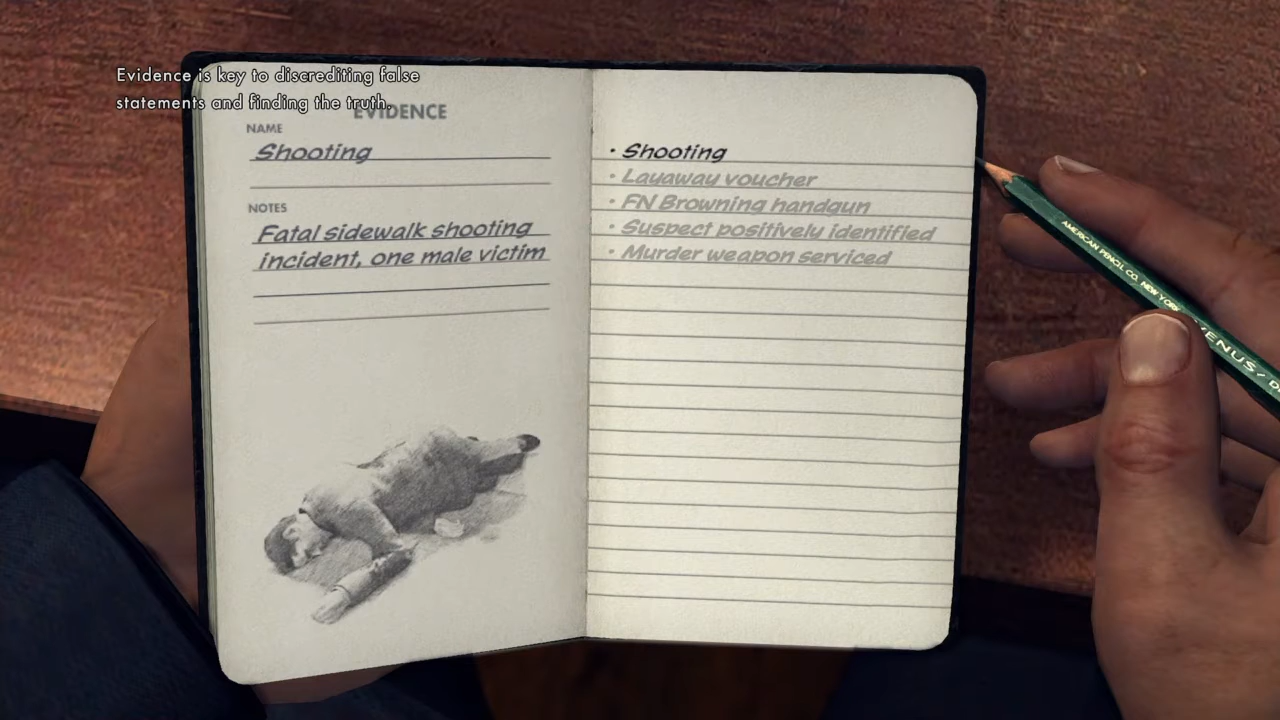 Evidence is key to discrediting false
statements and finding the truth.
EVIDENCE
NAME
Shooting
NOTES
Fatal sidewalk shooting
incident, one male victim
• Shooting
• Layaway voucher
• FN Browning handgun
• Suspect positively identified
• Murder weapon serviced
AMERICAN PENCIL CO. NEW YORK
VENUS